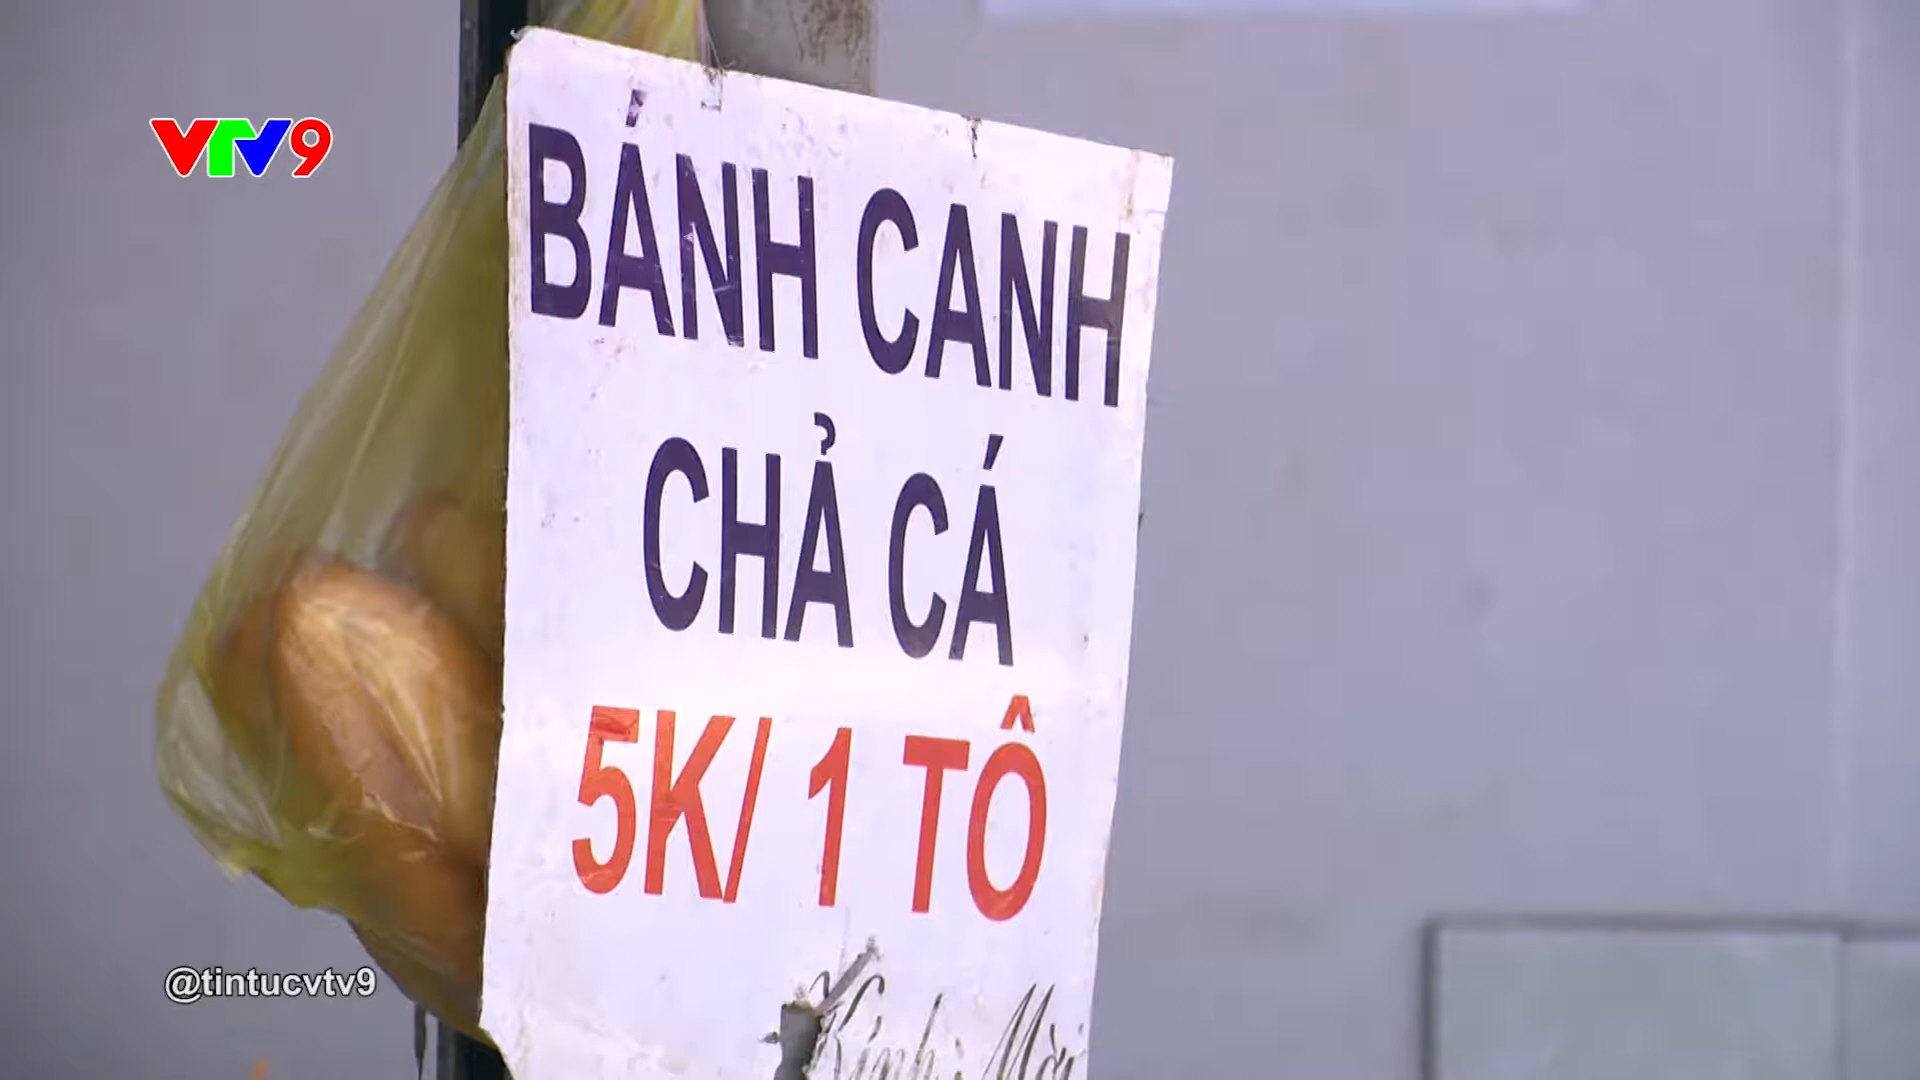 VTV9
BÁNH CANH
CHẢ CÁ
5K/ 1 TÔ
Kính Mời
@tintucvtv9